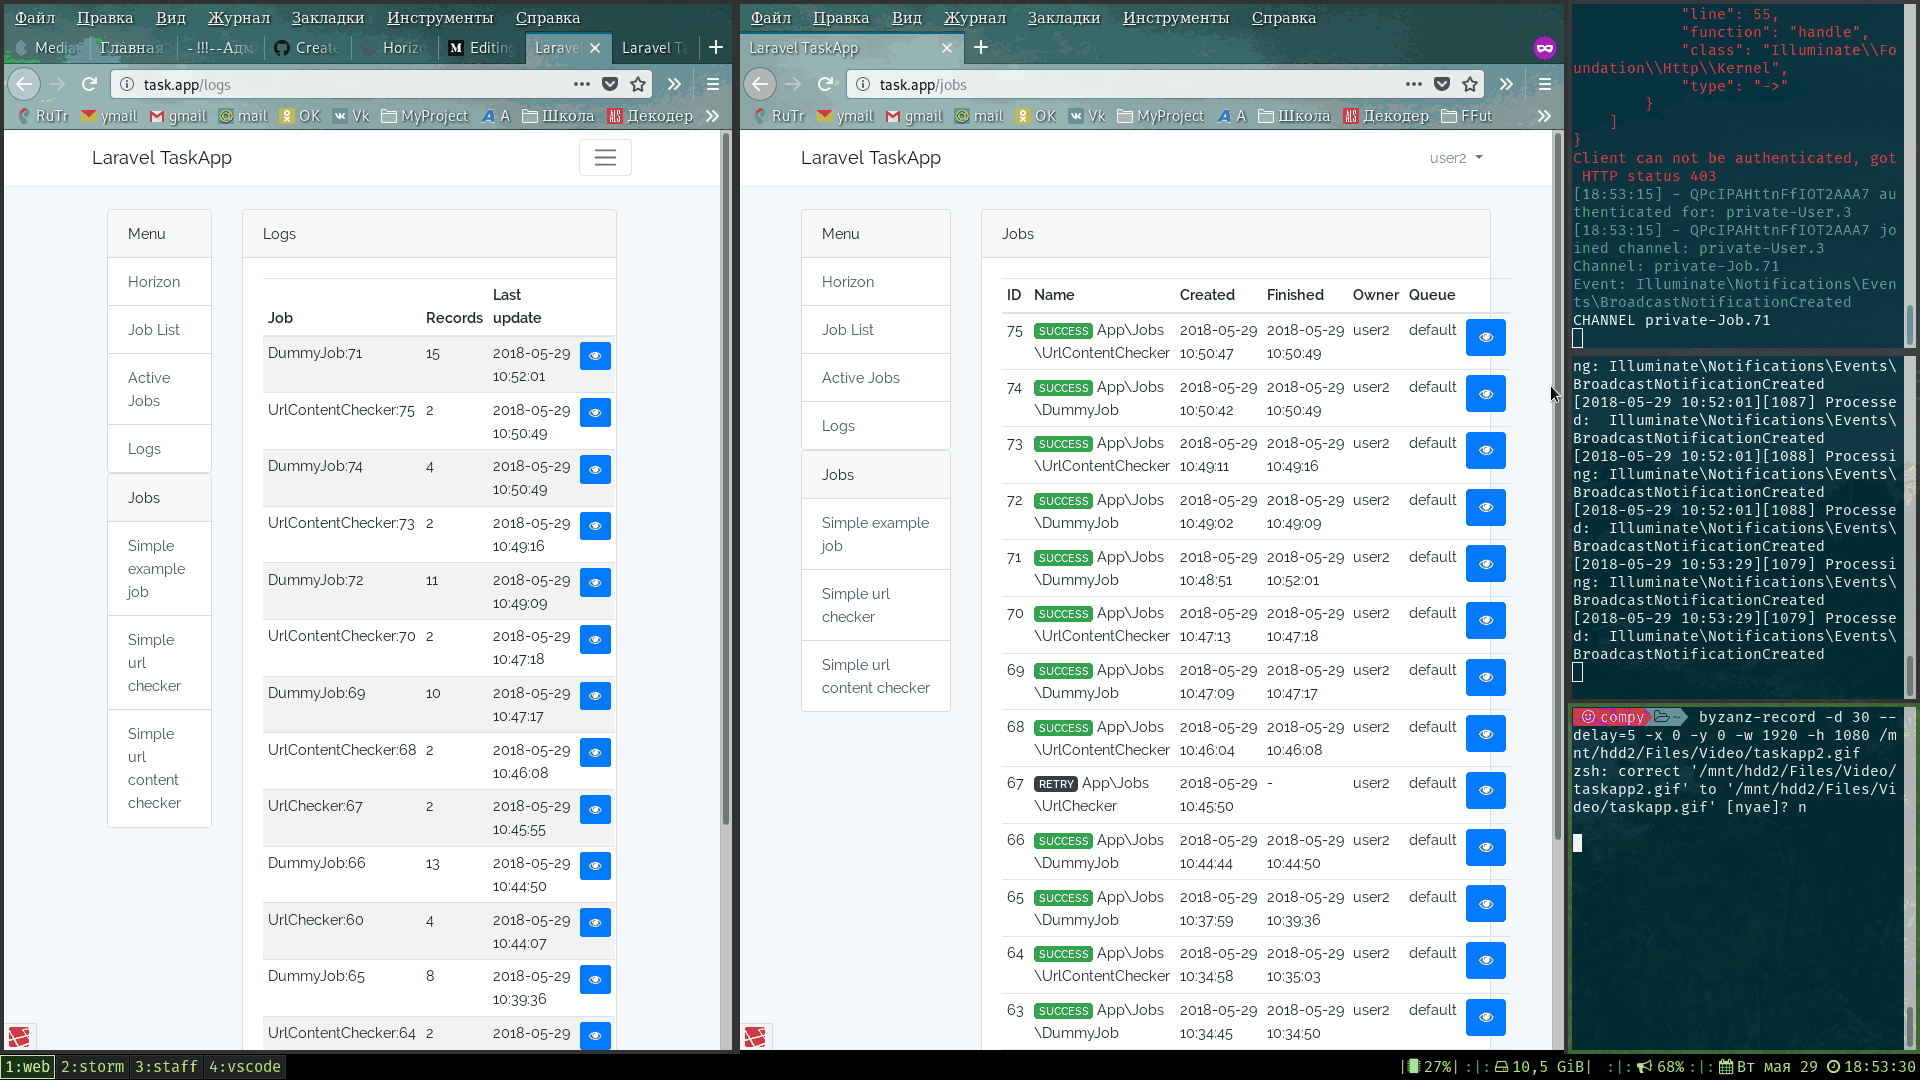 Файл Правка Вид Журнал Закладки Инструменты Справка
Media Главная - !!!--Адм Create Horizo Editing Larave Laravel Ta
task.app/logs
RuTr ymail gmail mail OK Vk MyProject A Школа Декодер
Laravel TaskApp
Menu
Horizon
Job List
Active
Jobs
Logs
Jobs
Simple
example
job
Simple
url
checker
Simple
url
content
checker
Logs
Job Records Last
update
DummyJob:71 15 2018-05-29
10:52:01
UrlContentChecker:75 2 2018-05-29
10:50:49
DummyJob:74 4 2018-05-29
10:50:49
UrlContentChecker:73 2 2018-05-29
10:49:16
DummyJob:72 11 2018-05-29
10:49:09
UrlContentChecker:70 2 2018-05-29
10:47:18
DummyJob:69 10 2018-05-29
10:47:17
UrlContentChecker:68 2 2018-05-29
10:46:08
UrlChecker:67 2 2018-05-29
10:45:55
DummyJob:66 13 2018-05-29
10:44:50
UrlChecker:60 4 2018-05-29
10:44:07
DummyJob:65 8 2018-05-29
10:39:36
UrlContentChecker:64 2 2018-05-29
Файл Правка Вид Журнал Закладки Инструменты Справка
Laravel TaskApp
task.app/jobs
RuTr ymail gmail mail OK Vk MyProject A Школа Декодер FFut
Laravel TaskApp user2
Menu
Horizon
Job List
Active Jobs
Logs
Jobs
Simple example
job
Simple url
checker
Simple url
content checker
Jobs
ID Name Created Finished Owner Queue
75 SUCCESS App\Jobs 2018-05-29 2018-05-29 user2 default
\UrlContentChecker 10:50:47 10:50:49
74 SUCCESS App\Jobs 2018-05-29 2018-05-29 user2 default
\DummyJob 10:50:42 10:50:49
73 SUCCESS App\Jobs 2018-05-29 2018-05-29 user2 default
\UrlContentChecker 10:49:11 10:49:16
72 SUCCESS App\Jobs 2018-05-29 2018-05-29 user2 default
\DummyJob 10:49:02 10:49:09
71 SUCCESS App\Jobs 2018-05-29 2018-05-29 user2 default
\DummyJob 10:48:51 10:52:01
70 SUCCESS App\Jobs 2018-05-29 2018-05-29 user2 default
\UrlContentChecker 10:47:13 10:47:18
69 SUCCESS App\Jobs 2018-05-29 2018-05-29 user2 default
\DummyJob 10:47:09 10:47:17
68 SUCCESS App\Jobs 2018-05-29 2018-05-29 user2 default
\UrlContentChecker 10:46:04 10:46:08
67 RETRY App\Jobs 2018-05-29 - user2 default
\UrlChecker 10:45:50
66 SUCCESS App\Jobs 2018-05-29 2018-05-29 user2 default
\DummyJob 10:44:44 10:44:50
65 SUCCESS App\Jobs 2018-05-29 2018-05-29 user2 default
\DummyJob 10:37:59 10:39:36
64 SUCCESS App\Jobs 2018-05-29 2018-05-29 user2 default
\UrlContentChecker 10:34:58 10:35:03
63 SUCCESS App\Jobs 2018-05-29 2018-05-29 user2 default
\DummyJob 10:34:45 10:34:50
"line": 55,
"function": "handle",
"class": "Illuminate\\Fo
undation\\Http\\Kernel",
"type": "->"
}
]
}
Client can not be authenticated, got
HTTP status 403
[18:53:15] - QPcIPAHttnFfIOT2AAA7 au
thenticated for: private-User.3
[18:53:15] - QPcIPAHttnFfIOT2AAA7 jo
ined channel: private-User.3
Channel: private-Job.71
Event: Illuminate\Notifications\Even
ts\BroadcastNotificationCreated
CHANNEL private-Job.71
ng: Illuminate\Notifications\Events\
BroadcastNotificationCreated
[2018-05-29 10:52:01][1087] Processe
d:  Illuminate\Notifications\Events\
BroadcastNotificationCreated
[2018-05-29 10:52:01][1088] Processi
ng: Illuminate\Notifications\Events\
BroadcastNotificationCreated
[2018-05-29 10:52:01][1088] Processe
d:  Illuminate\Notifications\Events\
BroadcastNotificationCreated
[2018-05-29 10:53:29][1079] Processi
ng: Illuminate\Notifications\Events\
BroadcastNotificationCreated
[2018-05-29 10:53:29][1079] Processe
d:  Illuminate\Notifications\Events\
BroadcastNotificationCreated
compy ~ byzanz-record -d 30 --
delay=5 -x 0 -y 0 -w 1920 -h 1080 /m
nt/hdd2/Files/Video/taskapp2.gif
zsh: correct '/mnt/hdd2/Files/Video/
taskapp2.gif' to '/mnt/hdd2/Files/Vi
deo/taskapp.gif' [nyae]? n
1:web 2:storm 3:staff 4:vscode
27% 10,5 GiB 68% Вт мая 29 18:53:30